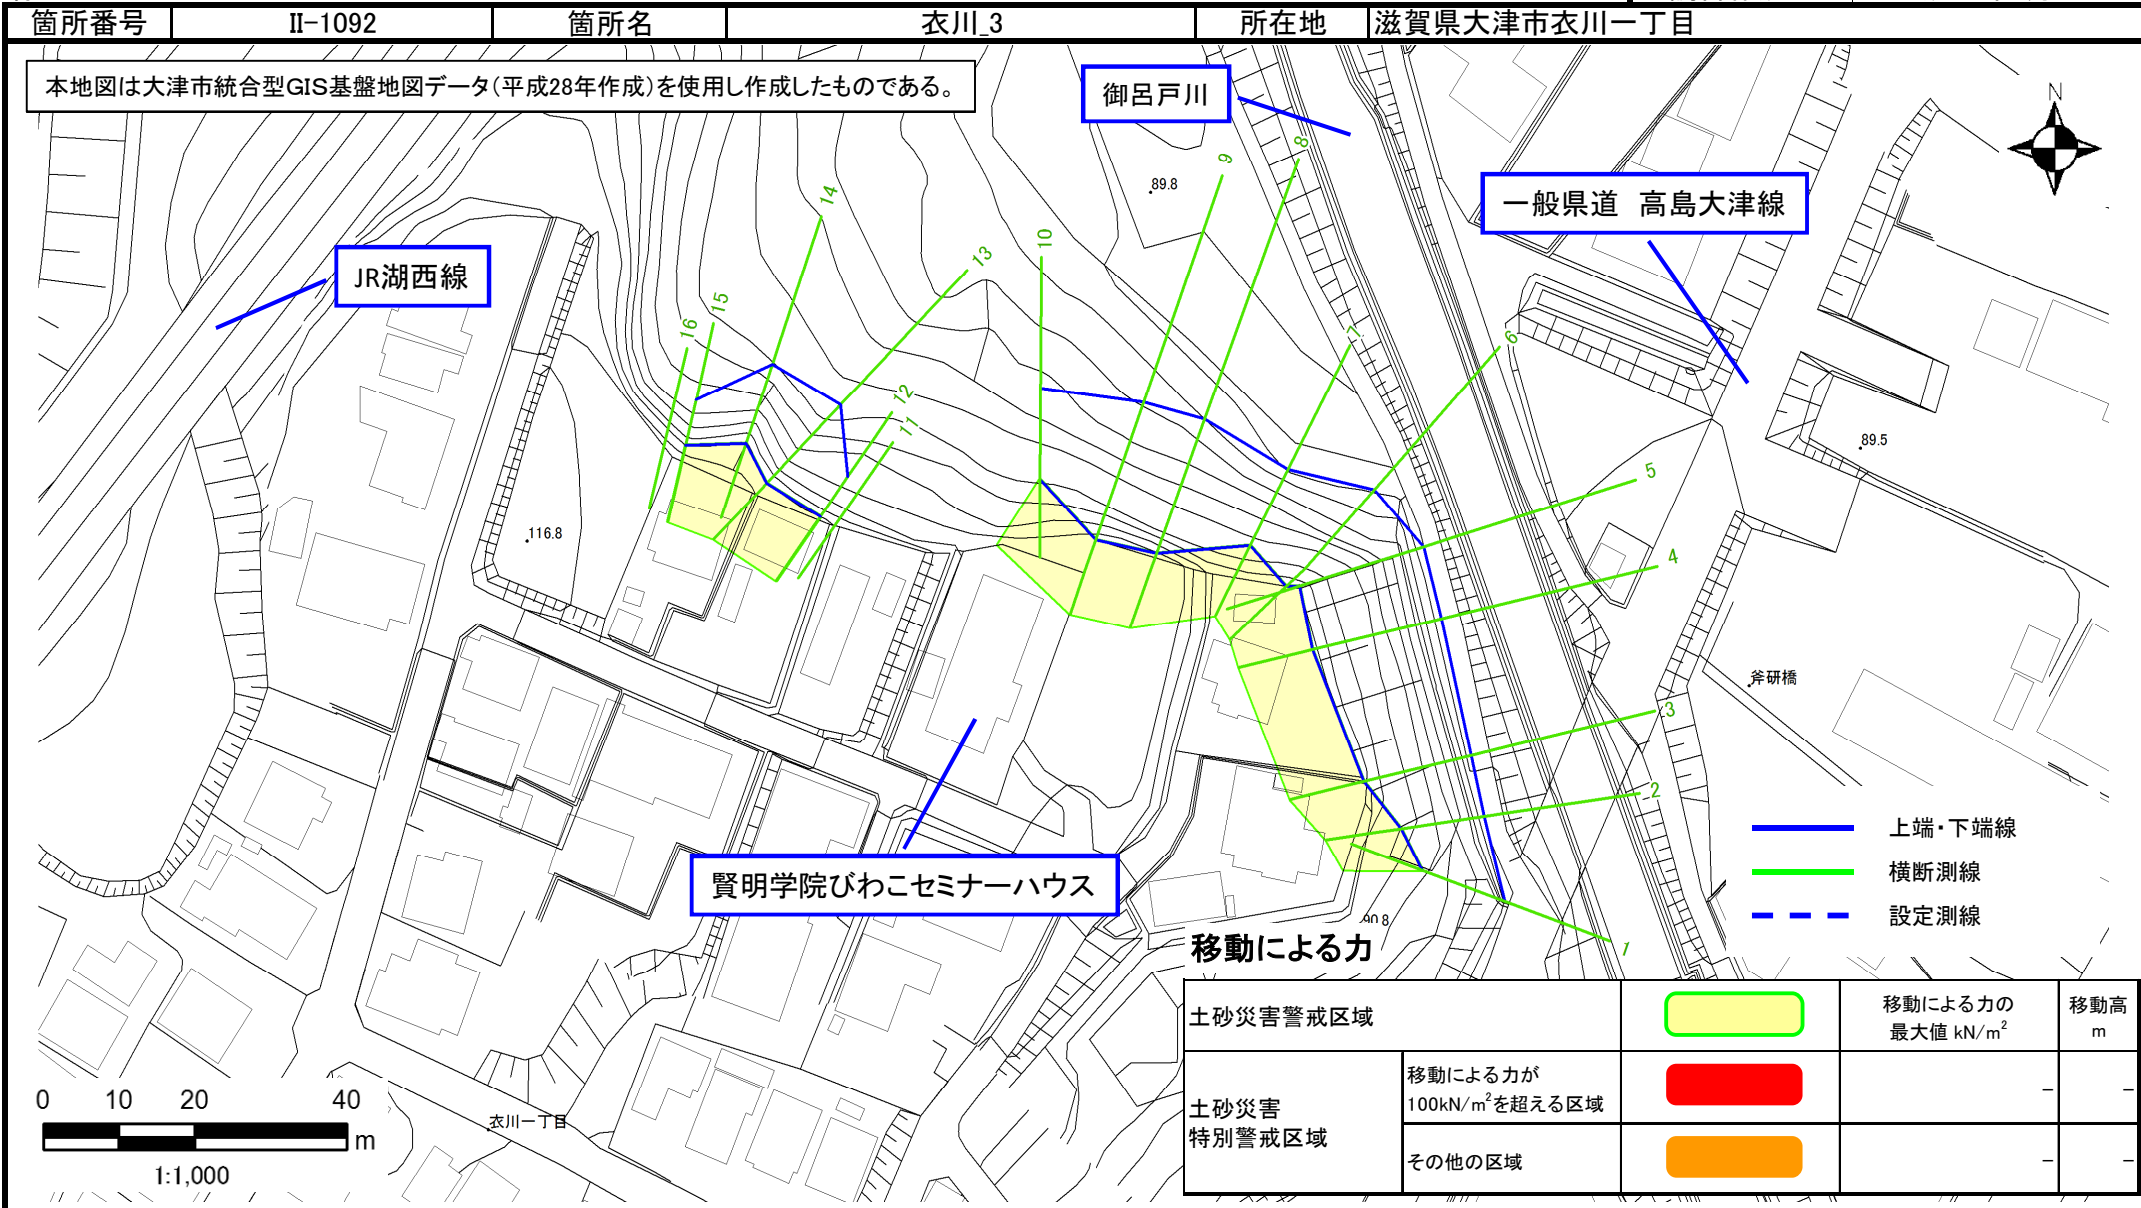 箇所番号 II-1092 箇所名 衣川_3 所在地 滋賀県大津市衣川一丁目
本地図は大津市統合型GIS基盤地図データ(平成28年作成)を使用し作成したものである。
御呂戸川
N
一般県道 高島大津線
JR湖西線
89.8
14
13
10
9
8
7
6
16
15
12
11
5
4
3
2
1
89.5
116.8
斧研橋
賢明学院びわこセミナーハウス
90.8
上端・下端線
横断測線
設定測線
移動による力
土砂災害警戒区域
移動による力の
最大値 kN/m²
移動高
m
土砂災害
特別警戒区域
移動による力が
100kN/m²を超える区域
- -
その他の区域
- -
0 10 20 40
m
1:1,000
衣川一丁目